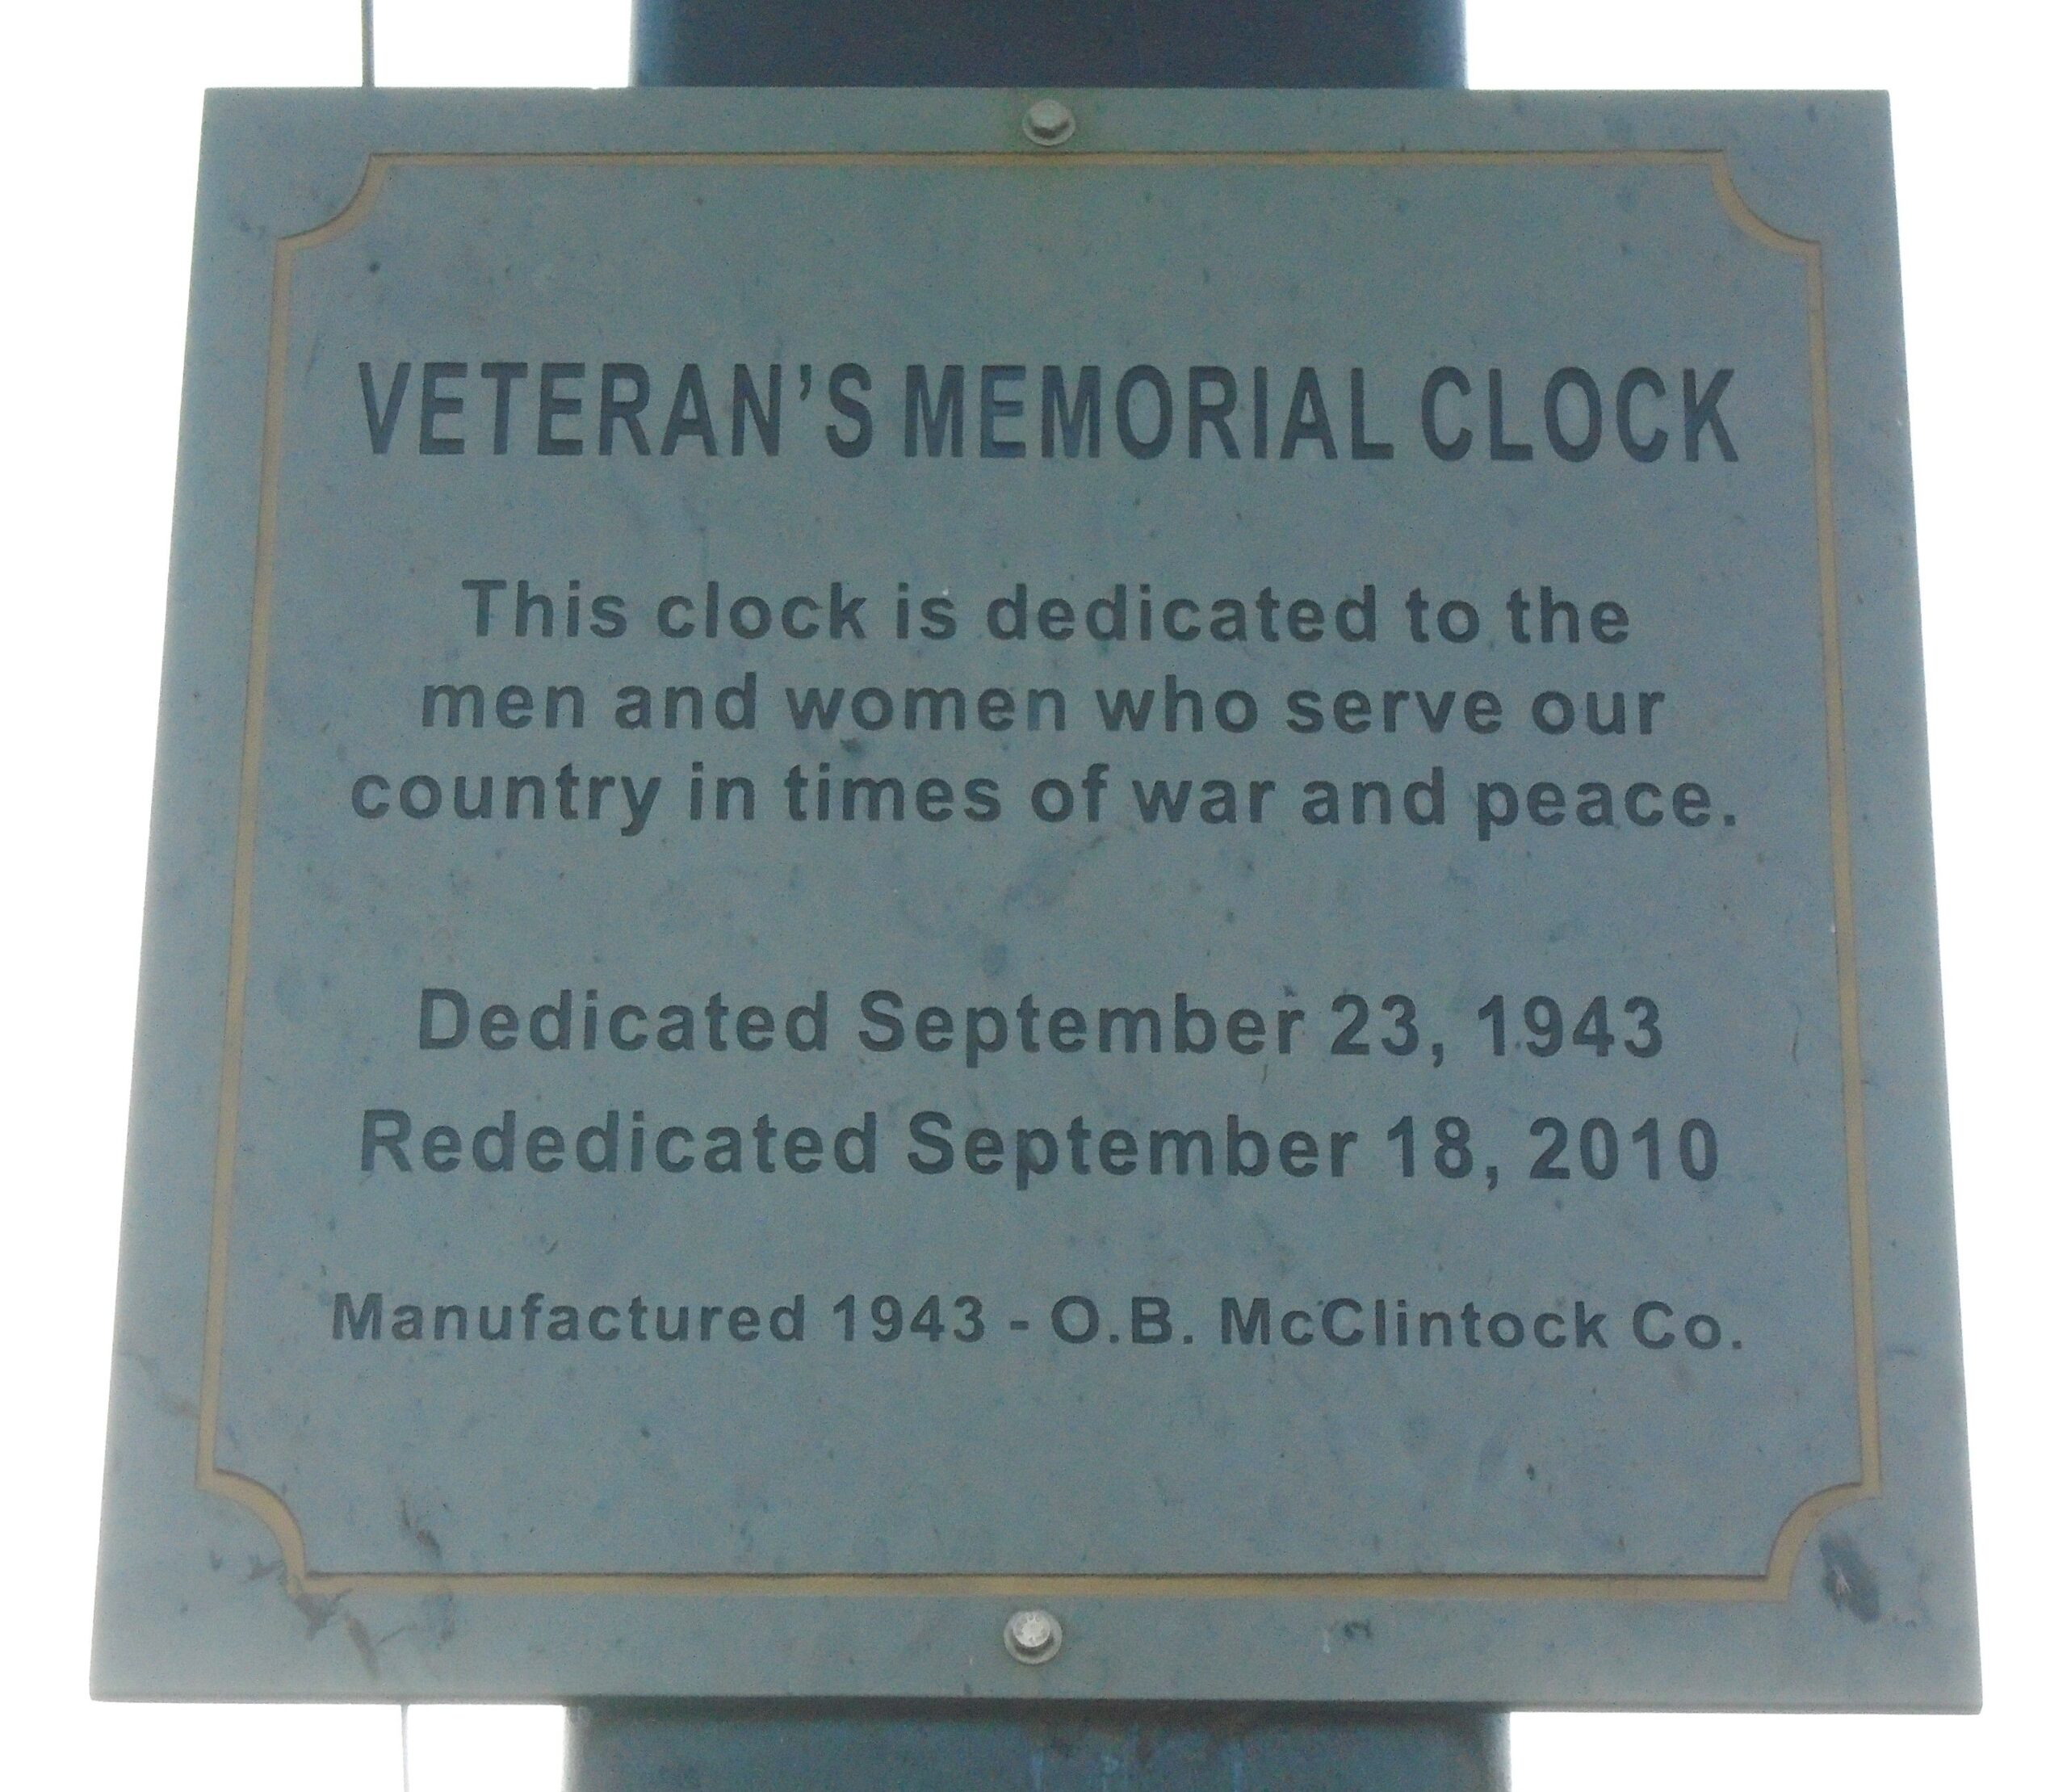 VETERAN'S MEMORIAL CLOCK
This clock is dedicated to the
men and women who serve our
country in times of war and peace.
Dedicated September 23, 1943
Rededicated September 18, 2010
Manufactured 1943 - O.B. McClintock Co.